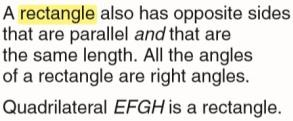 A rectangle also has opposite sides
that are parallel and that are
the same length. All the angles
of a rectangle are right angles.
Quadrilateral EFGH is a rectangle.